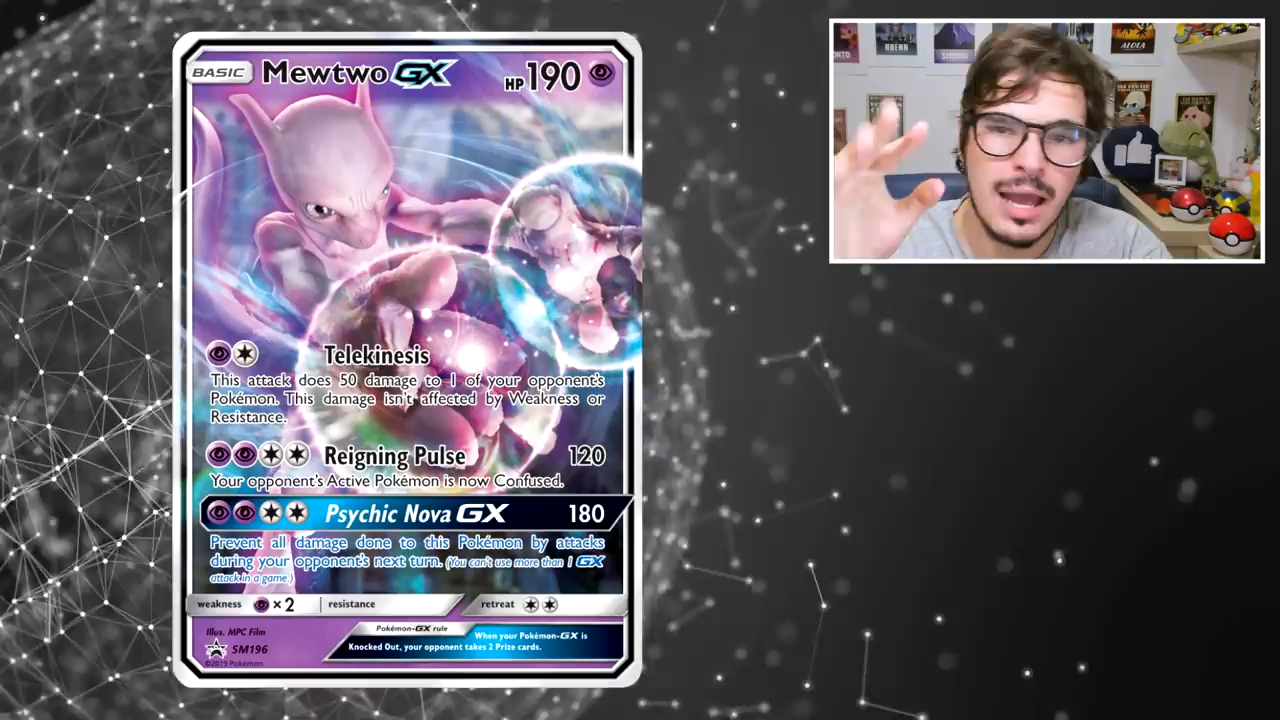 BASIC Mewtwo GX HP 190
Telekinesis
This attack does 50 damage to 1 of your opponent's
Pokémon. This damage isn't affected by Weakness or
Resistance.
Reigning Pulse 120
Your opponent's Active Pokémon is now Confused.
Psychic Nova GX 180
Prevent all damage done to this Pokémon by attacks
during your opponent's next turn. (You can't use more than 1 GX
attack in a game.)
weakness ×2 resistance retreat
Illus. MPC Film
SM196
©2019 Pokémon
Pokémon-GX rule
When your Pokémon-GX is
Knocked Out, your opponent takes 2 Prize cards.
HOENN
ALOLA